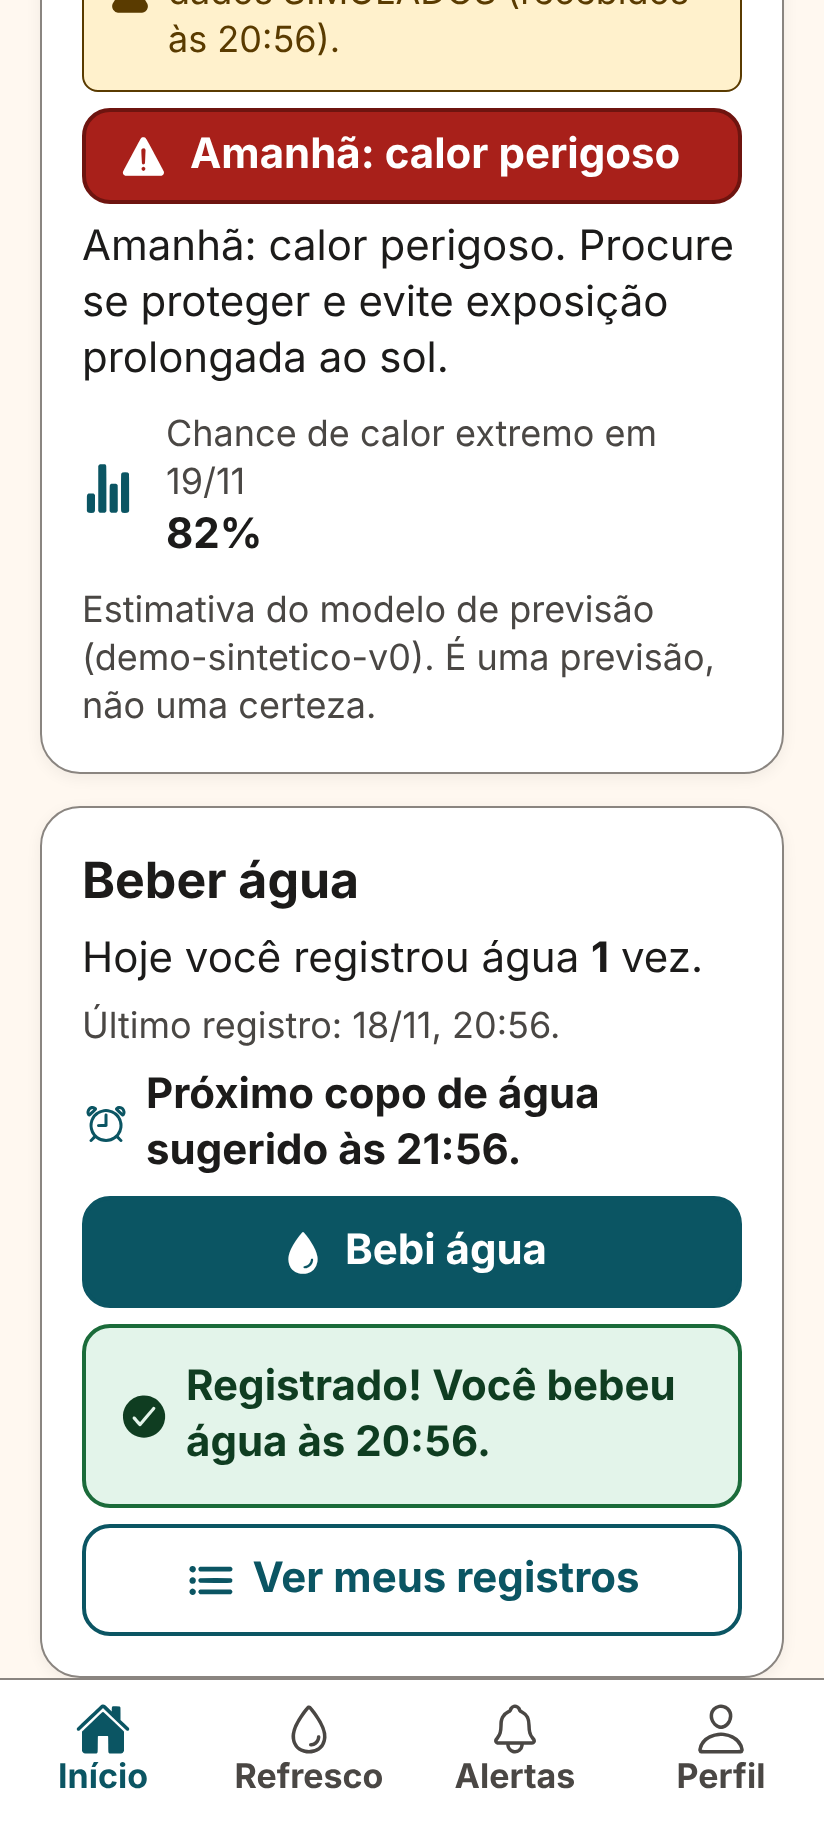 dados SIMULADOS (recebidos
às 20:56).
Amanhã: calor perigoso
Amanhã: calor perigoso. Procure
se proteger e evite exposição
prolongada ao sol.
Chance de calor extremo em
19/11
82%
Estimativa do modelo de previsão
(demo-sintetico-v0). É uma previsão,
não uma certeza.
Beber água
Hoje você registrou água 1 vez.
Último registro: 18/11, 20:56.
Próximo copo de água
sugerido às 21:56.
Bebi água
Registrado! Você bebeu
água às 20:56.
Ver meus registros
Início
Refresco
Alertas
Perfil